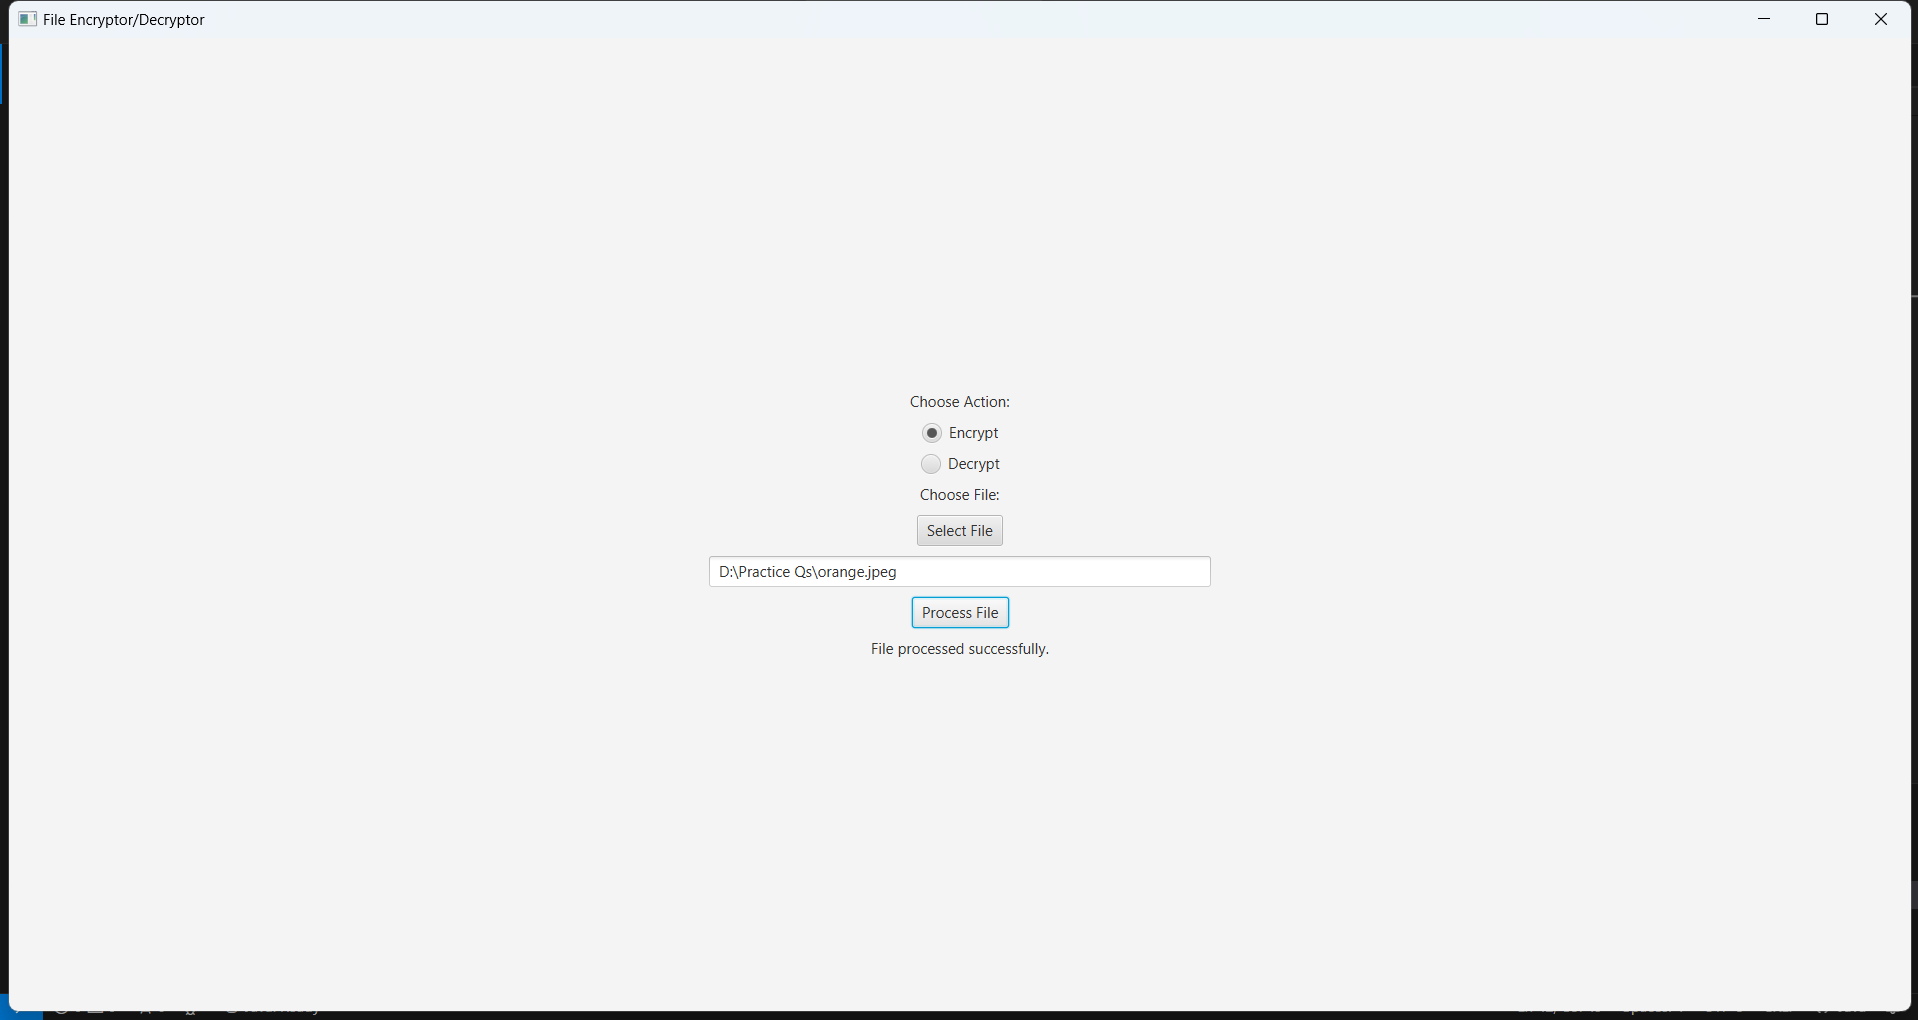 File Encryptor/Decryptor
Choose Action:
Encrypt
Decrypt
Choose File:
Select File
D:\Practice Qs\orange.jpeg
Process File
File processed successfully.